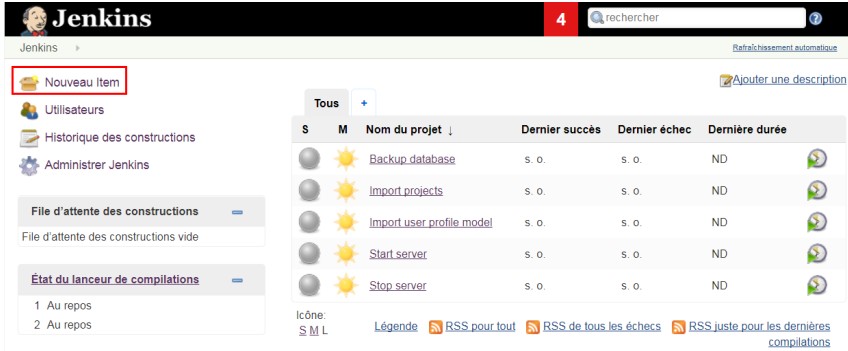 Jenkins
4
rechercher
Jenkins
Rafraîchissement automatique
Nouveau Item
Utilisateurs
Historique des constructions
Administrer Jenkins
File d'attente des constructions
File d'attente des constructions vide
État du lanceur de compilations
1 Au repos
2 Au repos
Ajouter une description
Tous +
S M Nom du projet ↓ Dernier succès Dernier échec Dernière durée
Backup database s. o. s. o. ND
Import projects s. o. s. o. ND
Import user profile model s. o. s. o. ND
Start server s. o. s. o. ND
Stop server s. o. s. o. ND
Icône:
S M L
Légende RSS pour tout RSS de tous les échecs RSS juste pour les dernières
compilations